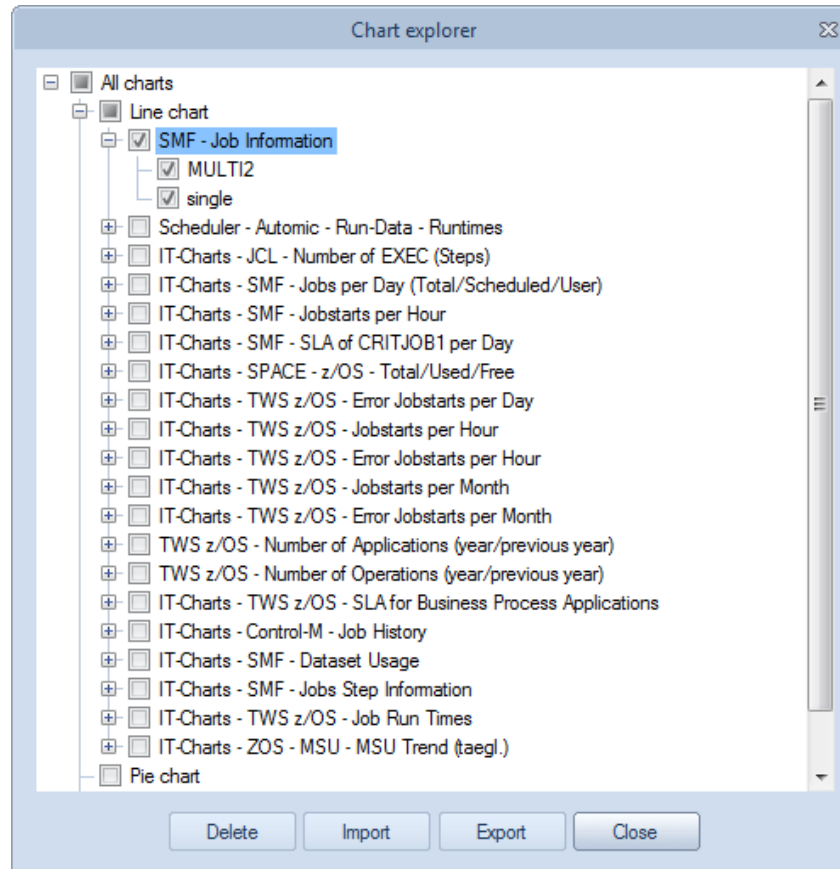 Chart explorer
All charts
Line chart
SMF - Job Information
MULTI2
single
Scheduler - Automic - Run-Data - Runtimes
IT-Charts - JCL - Number of EXEC (Steps)
IT-Charts - SMF - Jobs per Day (Total/Scheduled/User)
IT-Charts - SMF - Jobstarts per Hour
IT-Charts - SMF - SLA of CRITJOB1 per Day
IT-Charts - SPACE - z/OS - Total/Used/Free
IT-Charts - TWS z/OS - Error Jobstarts per Day
IT-Charts - TWS z/OS - Jobstarts per Hour
IT-Charts - TWS z/OS - Error Jobstarts per Hour
IT-Charts - TWS z/OS - Jobstarts per Month
IT-Charts - TWS z/OS - Error Jobstarts per Month
TWS z/OS - Number of Applications (year/previous year)
TWS z/OS - Number of Operations (year/previous year)
IT-Charts - TWS z/OS - SLA for Business Process Applications
IT-Charts - Control-M - Job History
IT-Charts - SMF - Dataset Usage
IT-Charts - SMF - Jobs Step Information
IT-Charts - TWS z/OS - Job Run Times
IT-Charts - ZOS - MSU - MSU Trend (taegl.)
Pie chart
Delete Import Export Close